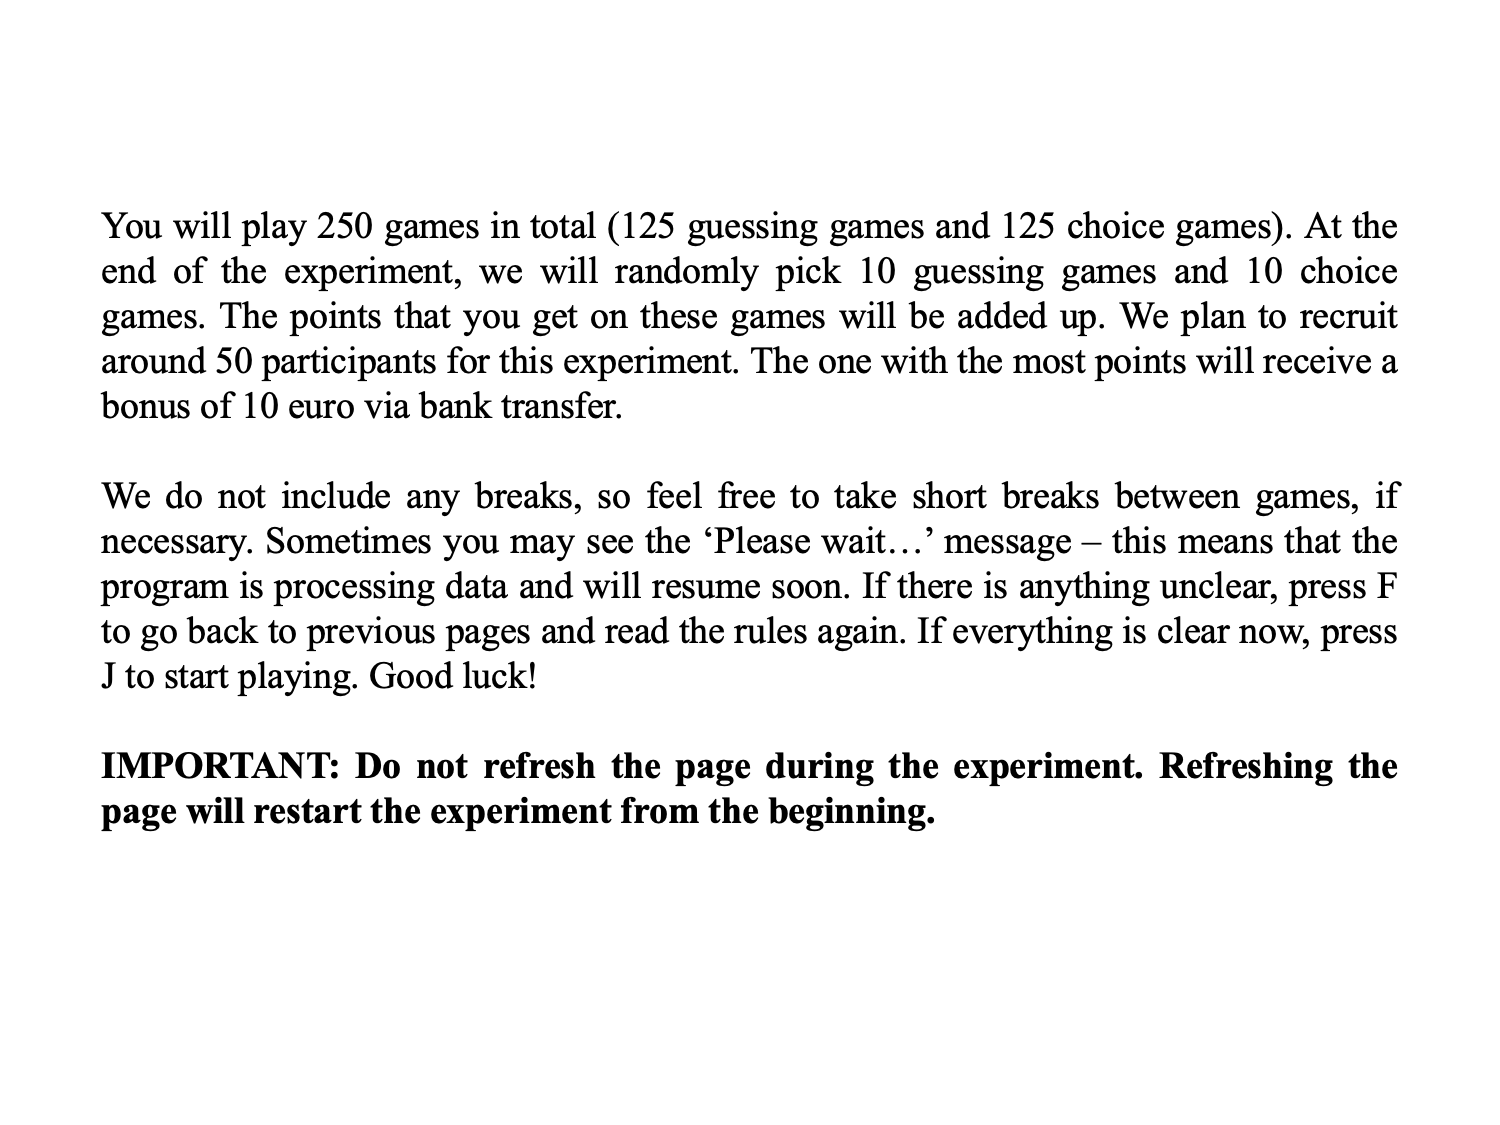 You will play 250 games in total (125 guessing games and 125 choice games). At the
end of the experiment, we will randomly pick 10 guessing games and 10 choice
games. The points that you get on these games will be added up. We plan to recruit
around 50 participants for this experiment. The one with the most points will receive a
bonus of 10 euro via bank transfer.
We do not include any breaks, so feel free to take short breaks between games, if
necessary. Sometimes you may see the ‘Please wait…’ message – this means that the
program is processing data and will resume soon. If there is anything unclear, press F
to go back to previous pages and read the rules again. If everything is clear now, press
J to start playing. Good luck!
IMPORTANT: Do not refresh the page during the experiment. Refreshing the
page will restart the experiment from the beginning.